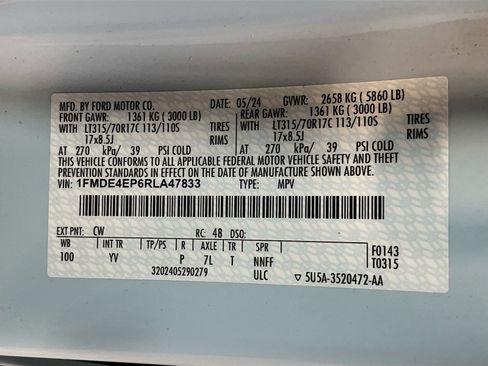 MFD. BY FORD MOTOR CO. DATE: 05/24 GVWR: 2658 KG ( 5860 LB)
FRONT GAWR: 1361 KG ( 3000 LB) REAR GAWR: 1361 KG ( 3000 LB)
WITH LT315/70R17C 113/110S TIRES WITH LT315/70R17C 113/110S TIRES
17x8.5J RIMS 17x8.5J RIMS
AT 270 kPa/ 39 PSI COLD AT 270 kPa/ 39 PSI COLD
THIS VEHICLE CONFORMS TO ALL APPLICABLE FEDERAL MOTOR VEHICLE SAFETY AND THEFT
PREVENTION STANDARDS IN EFFECT ON THE DATE OF MANUFACTURE SHOWN ABOVE.
VIN: 1FMDE4EP6RLA47833 TYPE: MPV
EXT PNT: CW RC: 48 DSO:
WB INT TR TP/PS R AXLE TR SPR F0143
100 YV P 7L T NNFF T0315
3202405290279 ULC ▽ 5U5A-3520472-AA